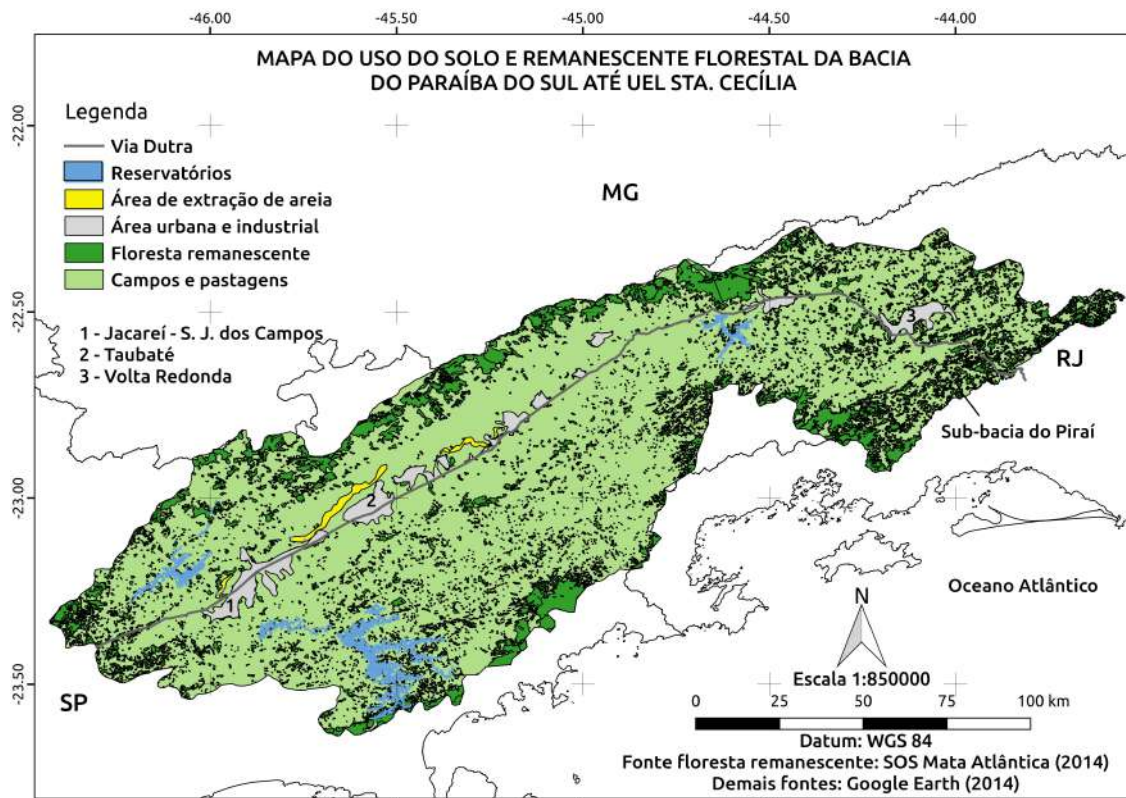 -46.00
-45.50
-45.00
-44.50
-44.00
MAPA DO USO DO SOLO E REMANESCENTE FLORESTAL DA BACIA
DO PARAÍBA DO SUL ATÉ UEL STA. CECÍLIA
Legenda
Via Dutra
Reservatórios
Área de extração de areia
Área urbana e industrial
Floresta remanescente
Campos e pastagens
1 - Jacareí - S. J. dos Campos
2 - Taubaté
3 - Volta Redonda
-22.00
-22.50
-23.00
-23.50
MG
3
RJ
Sub-bacia do Piraí
2
1
Oceano Atlântico
N
SP
Escala 1:850000
0 25 50 75 100 km
Datum: WGS 84
Fonte floresta remanescente: SOS Mata Atlântica (2014)
Demais fontes: Google Earth (2014)